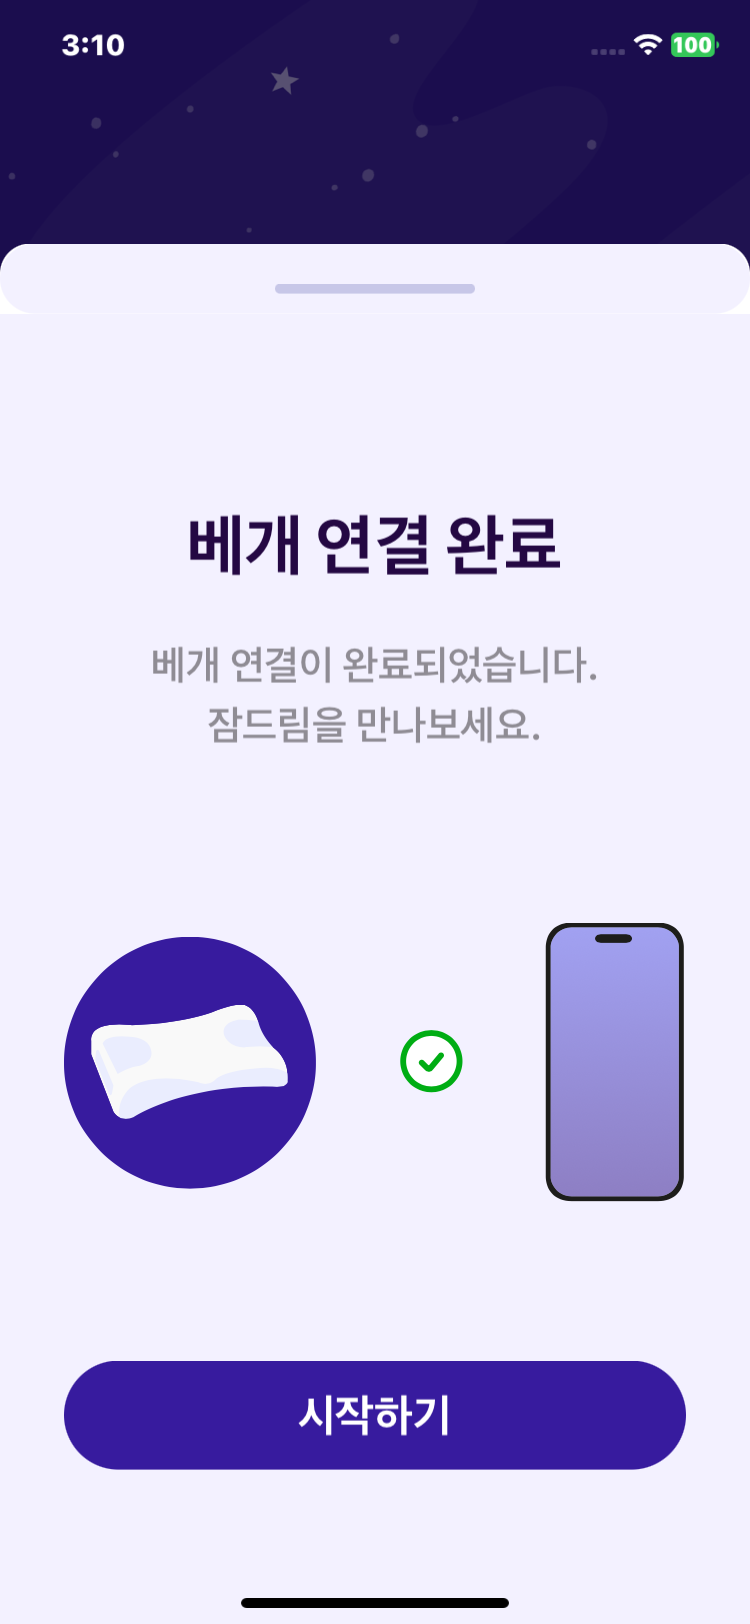 3:10
100
베개 연결 완료
베개 연결이 완료되었습니다.
잠드림을 만나보세요.
시작하기